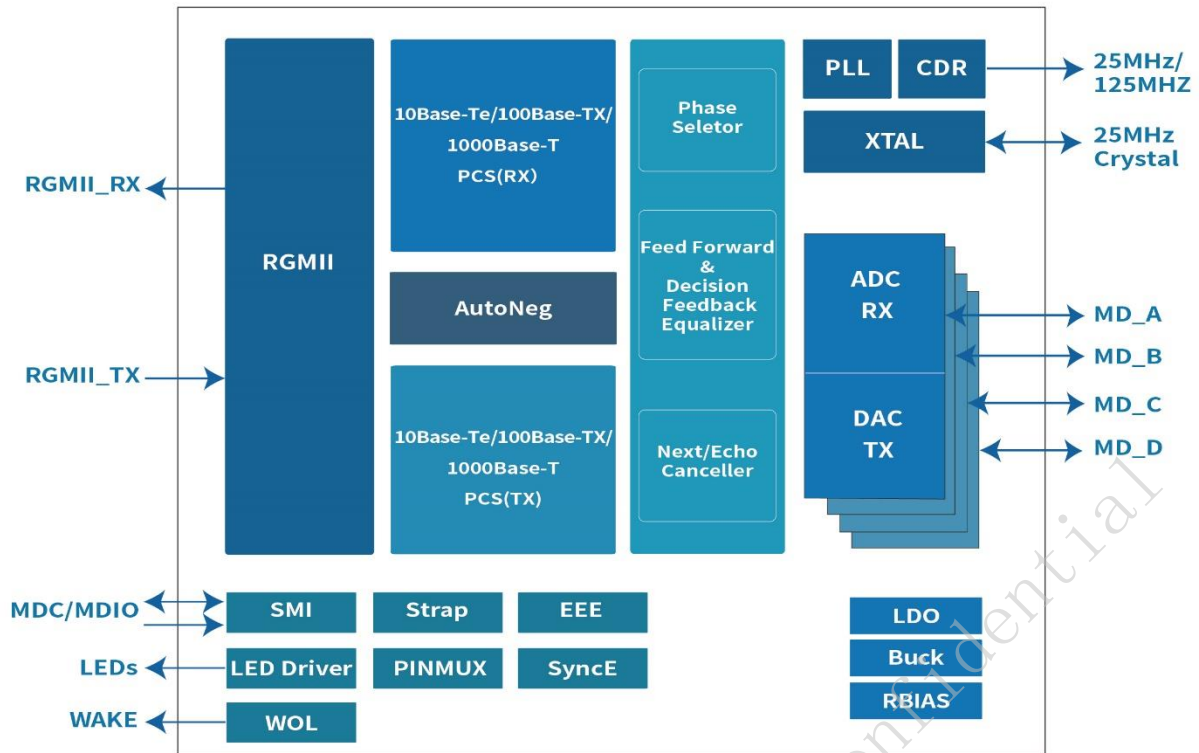 PLL
CDR
25MHz/
125MHZ
XTAL
25MHz
Crystal
10Base-Te/100Base-TX/
1000Base-T
PCS(RX)
Phase
Seletor
RGMII_RX
RGMII
Feed Forward
&
Decision
Feedback
Equalizer
AutoNeg
ADC
RX
MD_A
MD_B
MD_C
MD_D
RGMII_TX
DAC
TX
10Base-Te/100Base-TX/
1000Base-T
PCS(TX)
Next/Echo
Canceller
MDC/MDIO
SMI
Strap
EEE
LDO
LEDs
LED Driver
PINMUX
SyncE
Buck
WAKE
WOL
RBIAS